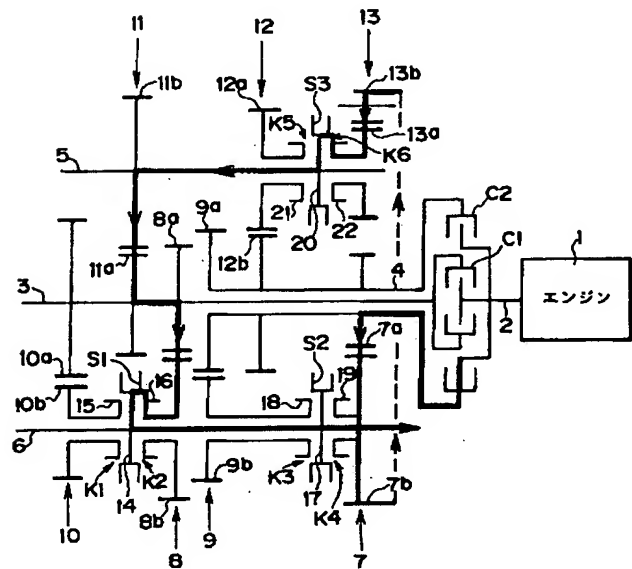 11 12 13
11b 12a S3 13b
K5 13a
5 K6
8a 9a 21 22 C2
12b 20 C1 1
11a 4
3 エンジン
2
7a
10a S1 S2
16 19
10b 15 18
6
K1 14 K2 9b K3 17 K4 7b
8b
10 8 9 7